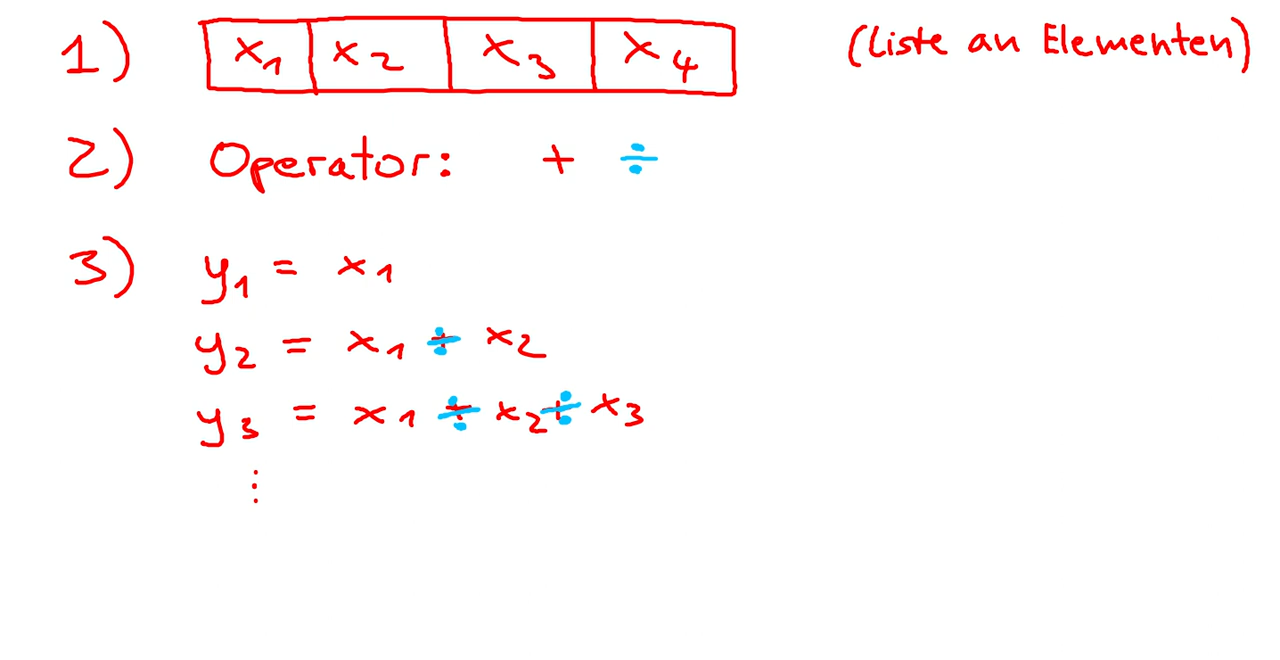 1) x₁ x₂ x₃ x₄ (Liste an Elementen)
2) Operator: + ÷
3) y₁ = x₁
y₂ = x₁ ÷ x₂
y₃ = x₁ ÷ x₂ ÷ x₃
⋮